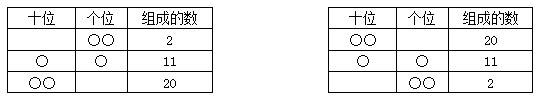 十位 个位 组成的数
○○ 2
○ ○ 11
○○ 20
十位 个位 组成的数
○○ 20
○ ○ 11
○○ 2